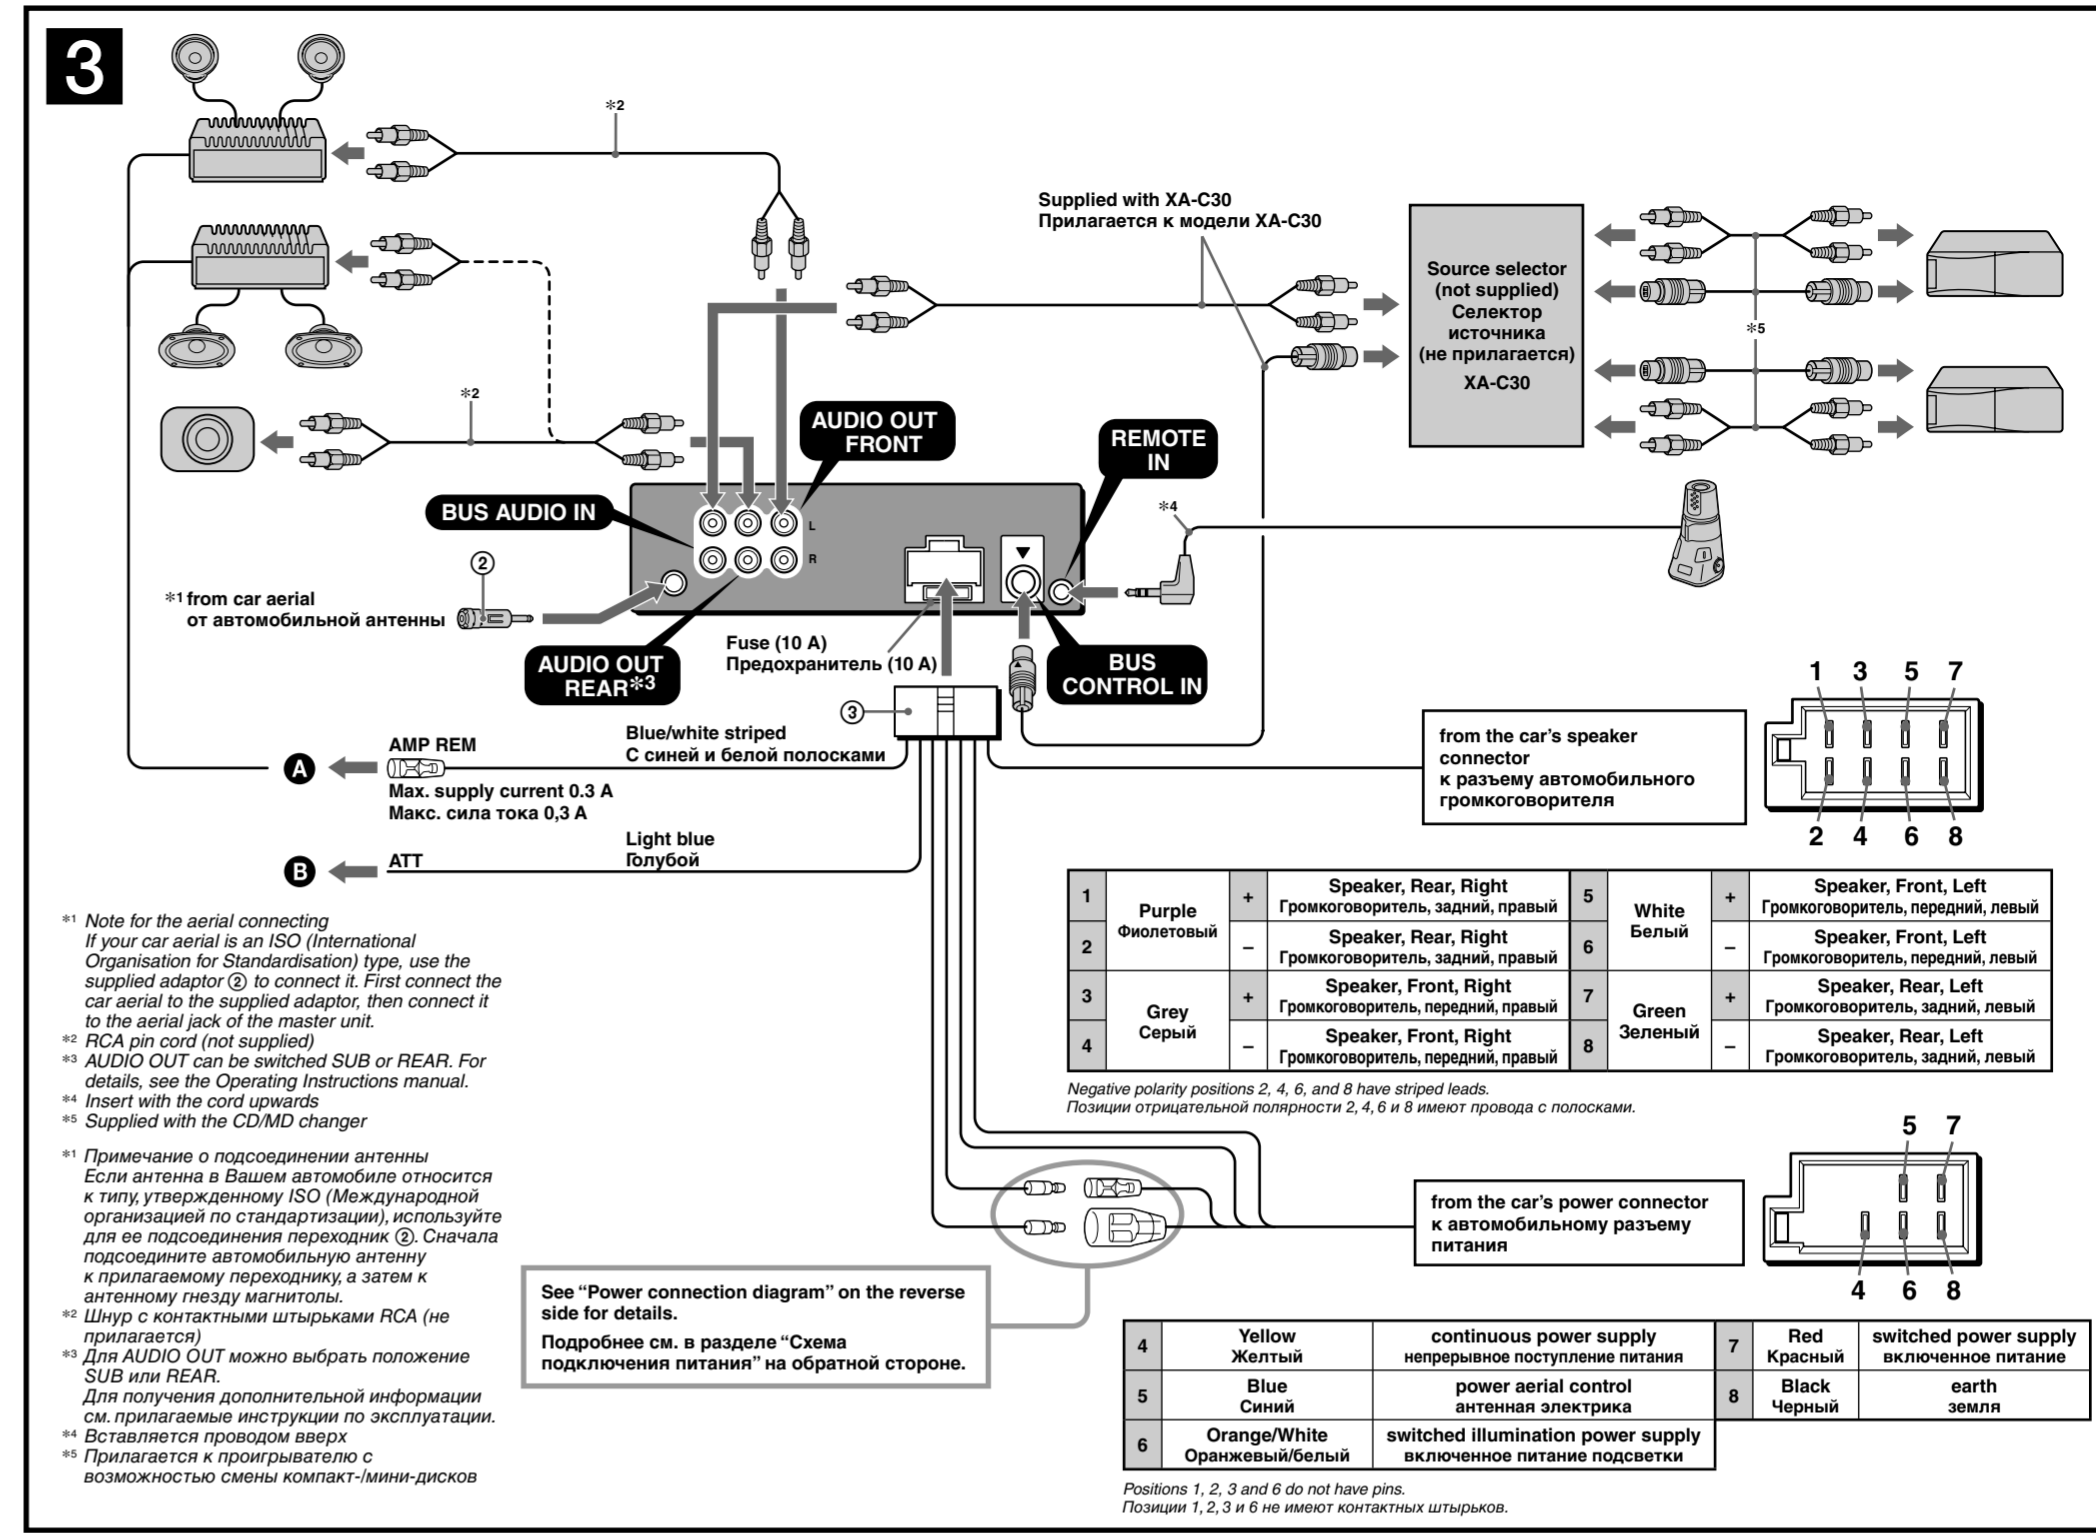 3
*2
Supplied with XA-C30
Прилагается к модели XA-C30
Source selector
(not supplied)
Селектор
источника
(не прилагается)
XA-C30
*5
*2
AUDIO OUT
FRONT
REMOTE
IN
BUS AUDIO IN
L
R
*4
2
*1 from car aerial
от автомобильной антенны
AUDIO OUT
REAR*3
Fuse (10 A)
Предохранитель (10 A)
BUS
CONTROL IN
3
A
AMP REM
Blue/white striped
С синей и белой полосками
Max. supply current 0.3 A
Макс. сила тока 0,3 А
B
ATT
Light blue
Голубой
from the car's speaker
connector
к разъему автомобильного
громкоговорителя
1 3 5 7
2 4 6 8
1 Purple
Фиолетовый + Speaker, Rear, Right
Громкоговоритель, задний, правый
2 – Speaker, Rear, Right
Громкоговоритель, задний, правый
3 Grey
Серый + Speaker, Front, Right
Громкоговоритель, передний, правый
4 – Speaker, Front, Right
Громкоговоритель, передний, правый
5 White
Белый + Speaker, Front, Left
Громкоговоритель, передний, левый
6 – Speaker, Front, Left
Громкоговоритель, передний, левый
7 Green
Зеленый + Speaker, Rear, Left
Громкоговоритель, задний, левый
8 – Speaker, Rear, Left
Громкоговоритель, задний, левый
Negative polarity positions 2, 4, 6, and 8 have striped leads.
Позиции отрицательной полярности 2, 4, 6 и 8 имеют провода с полосками.
*1 Note for the aerial connecting
If your car aerial is an ISO (International
Organisation for Standardisation) type, use the
supplied adaptor ② to connect it. First connect the
car aerial to the supplied adaptor, then connect it
to the aerial jack of the master unit.
*2 RCA pin cord (not supplied)
*3 AUDIO OUT can be switched SUB or REAR. For
details, see the Operating Instructions manual.
*4 Insert with the cord upwards
*5 Supplied with the CD/MD changer
*1 Примечание о подсоединении антенны
Если антенна в Вашем автомобиле относится
к типу, утвержденному ISO (Международной
организацией по стандартизации), используйте
для ее подсоединения переходник ②. Сначала
подсоедините автомобильную антенну
к прилагаемому переходнику, а затем к
антенному гнезду магнитолы.
*2 Шнур с контактными штырьками RCA (не
прилагается)
*3 Для AUDIO OUT можно выбрать положение
SUB или REAR.
Для получения дополнительной информации
см. прилагаемые инструкции по эксплуатации.
*4 Вставляется проводом вверх
*5 Прилагается к проигрывателю с
возможностью смены компакт-/мини-дисков
See “Power connection diagram” on the reverse
side for details.
Подробнее см. в разделе “Схема
подключения питания” на обратной стороне.
from the car's power connector
к автомобильному разъему
питания
5 7
4 6 8
4 Yellow
Желтый continuous power supply
непрерывное поступление питания
5 Blue
Синий power aerial control
антенная электрика
6 Orange/White
Оранжевый/белый switched illumination power supply
включенное питание подсветки
7 Red
Красный switched power supply
включенное питание
8 Black
Черный earth
земля
Positions 1, 2, 3 and 6 do not have pins.
Позиции 1, 2, 3 и 6 не имеют контактных штырьков.